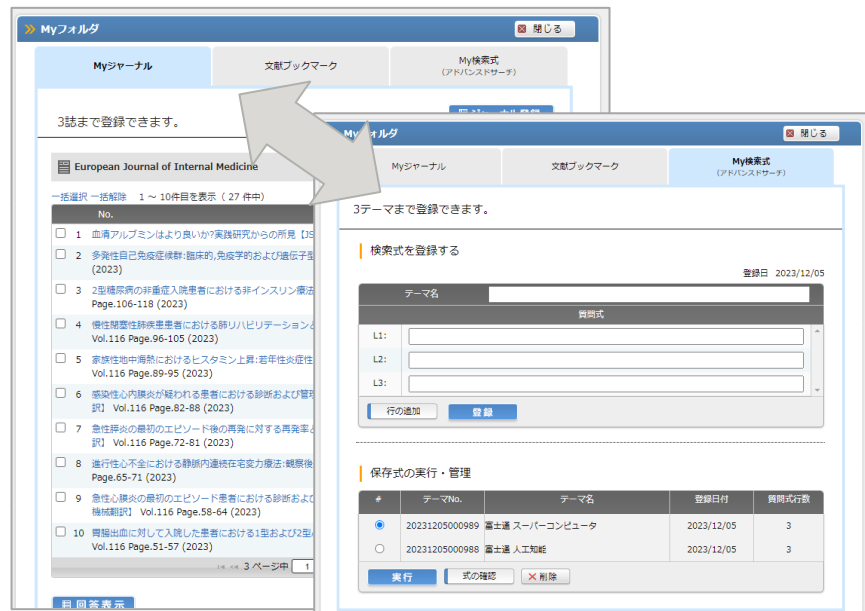 Myフォルダ
閉じる
Myジャーナル
文献ブックマーク
My検索式
(アドバンスドサーチ)
3誌まで登録できます。
European Journal of Internal Medicine
一括選択 一括解除 1 ～ 10件目を表示 ( 27 件中)
No.
1 血清アルブミンはより良いか?実践研究からの所見【JS
2 多発性自己免疫症候群:臨床的,免疫学的および遺伝子型
(2023)
3 2型糖尿病の非重症入院患者における非インスリン療法
Page.106-118 (2023)
4 慢性閉塞性肺疾患患者における肺リハビリテーションと
Vol.116 Page.96-105 (2023)
5 家族性地中海熱におけるヒスタミン上昇:若年性炎症性
Vol.116 Page.89-95 (2023)
6 感染性心内膜炎が疑われる患者における診断および管理
訳】 Vol.116 Page.82-88 (2023)
7 急性膵炎の最初のエピソード後の再発に対する再発率と
訳】 Vol.116 Page.72-81 (2023)
8 進行性心不全における静脈内連続在宅変力療法:観察後
Page.65-71 (2023)
9 急性心膜炎の最初のエピソード患者における診断および
機械翻訳】 Vol.116 Page.58-64 (2023)
10 胃腸出血に対して入院した患者における1型および2型
Vol.116 Page.51-57 (2023)
3 ページ中 1
回答表示
Myフォルダ
閉じる
Myジャーナル
文献ブックマーク
My検索式
(アドバンスドサーチ)
3テーマまで登録できます。
検索式を登録する
登録日 2023/12/05
テーマ名
質問式
L1:
L2:
L3:
行の追加
登録
保存式の実行・管理
# テーマNo. テーマ名 登録日付 質問式行数
20231205000989 富士通 スーパーコンピュータ 2023/12/05 3
20231205000988 富士通 人工知能 2023/12/05 3
実行
式の確認
削除